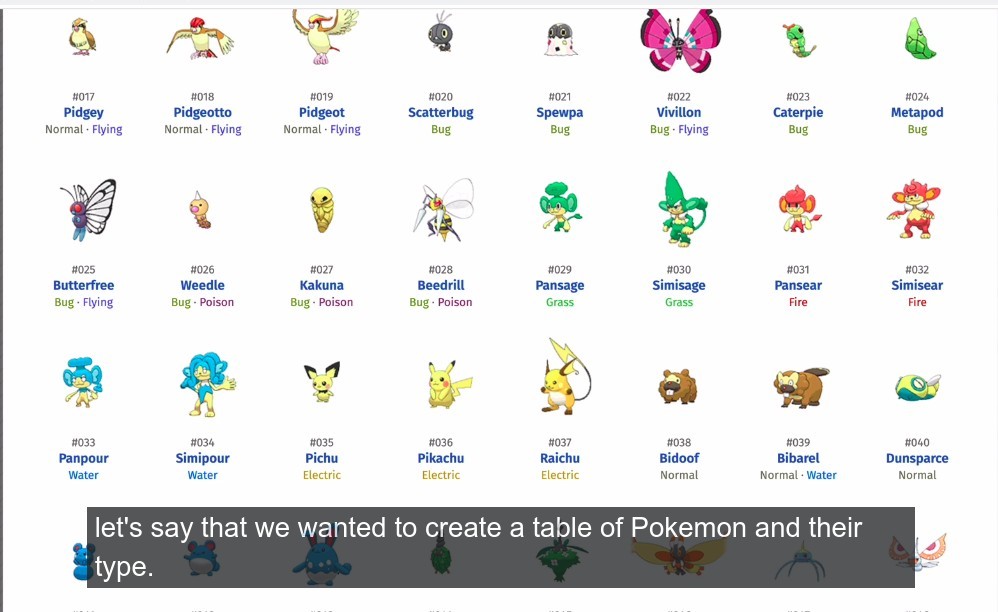 #017 #018 #019 #020 #021 #022 #023 #024
Pidgey Pidgeotto Pidgeot Scatterbug Spewpa Vivillon Caterpie Metapod
Normal · Flying Normal · Flying Normal · Flying Bug Bug Bug · Flying Bug Bug
#025 #026 #027 #028 #029 #030 #031 #032
Butterfree Weedle Kakuna Beedrill Pansage Simisage Pansear Simisear
Bug · Flying Bug · Poison Bug · Poison Bug · Poison Grass Grass Fire Fire
#033 #034 #035 #036 #037 #038 #039 #040
Panpour Simipour Pichu Pikachu Raichu Bidoof Bibarel Dunsparce
Water Water Electric Electric Electric Normal Normal · Water Normal
let's say that we wanted to create a table of Pokemon and their
type.